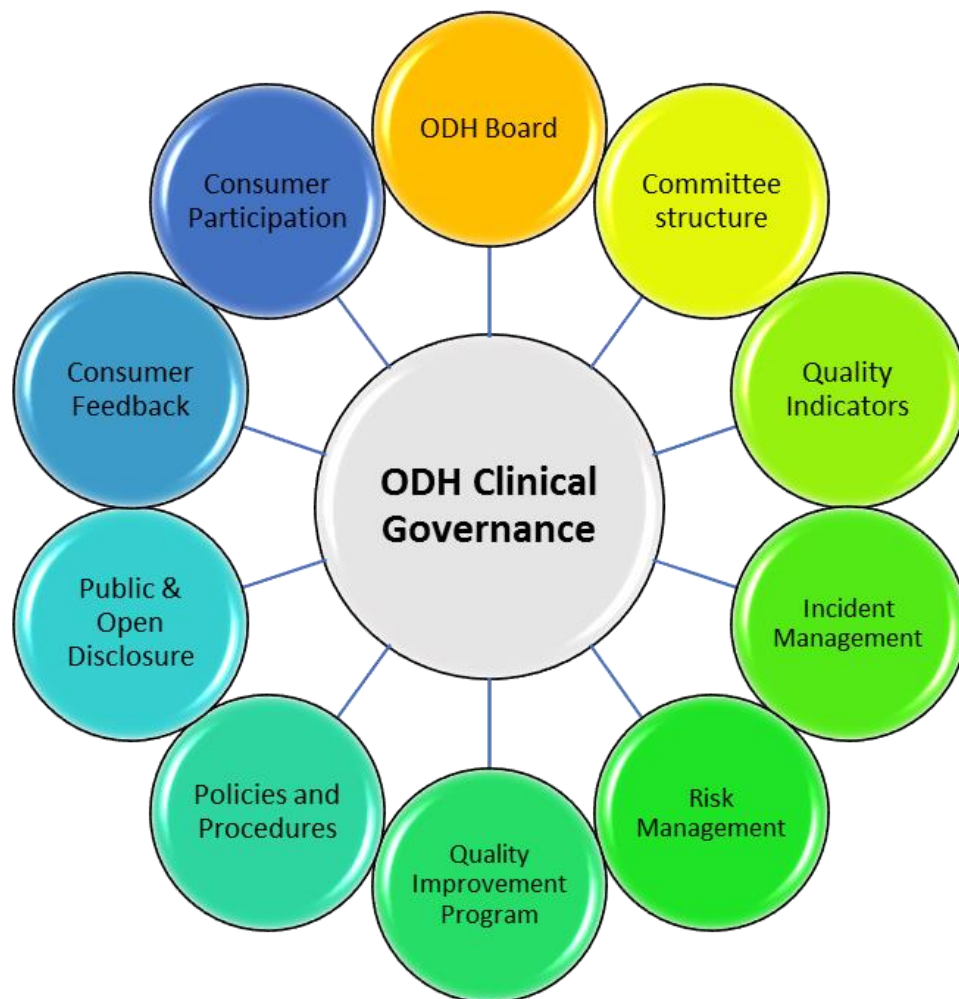 ODH Board
Committee
structure
Quality
Indicators
Incident
Management
Risk
Management
Quality
Improvement
Program
Policies and
Procedures
Public &
Open
Disclosure
Consumer
Feedback
Consumer
Participation
ODH Clinical
Governance